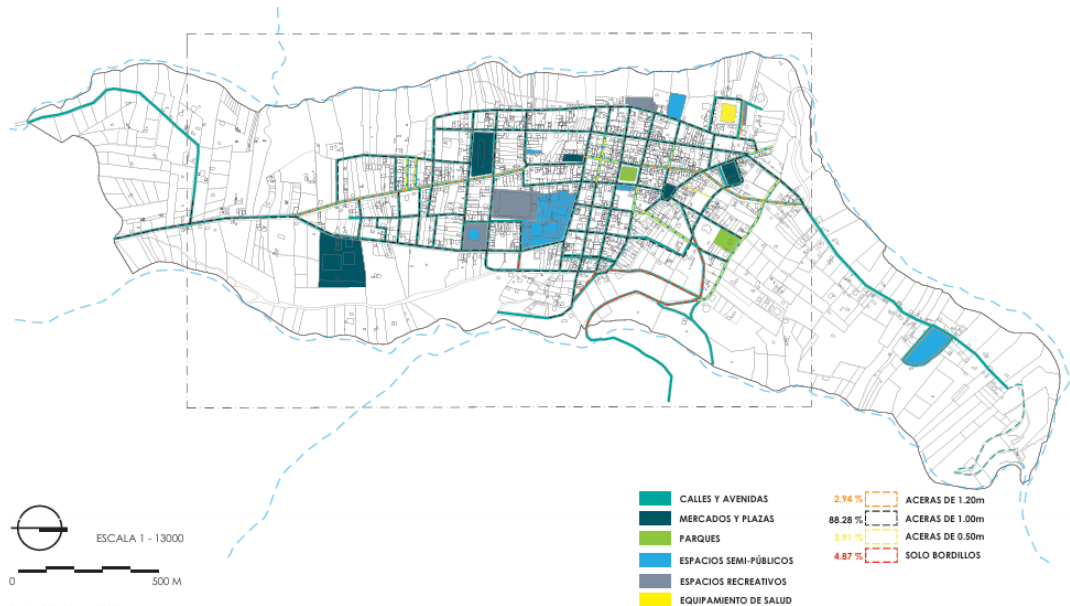 CALLES Y AVENIDAS
MERCADOS Y PLAZAS
PARQUES
ESPACIOS SEMI-PÚBLICOS
ESPACIOS RECREATIVOS
EQUIPAMIENTO DE SALUD
2.94 % ACERAS DE 1.20m
88.28 % ACERAS DE 1.00m
3.91 % ACERAS DE 0.50m
4.87 % SOLO BORDILLOS
ESCALA 1 - 13000
0 500 M